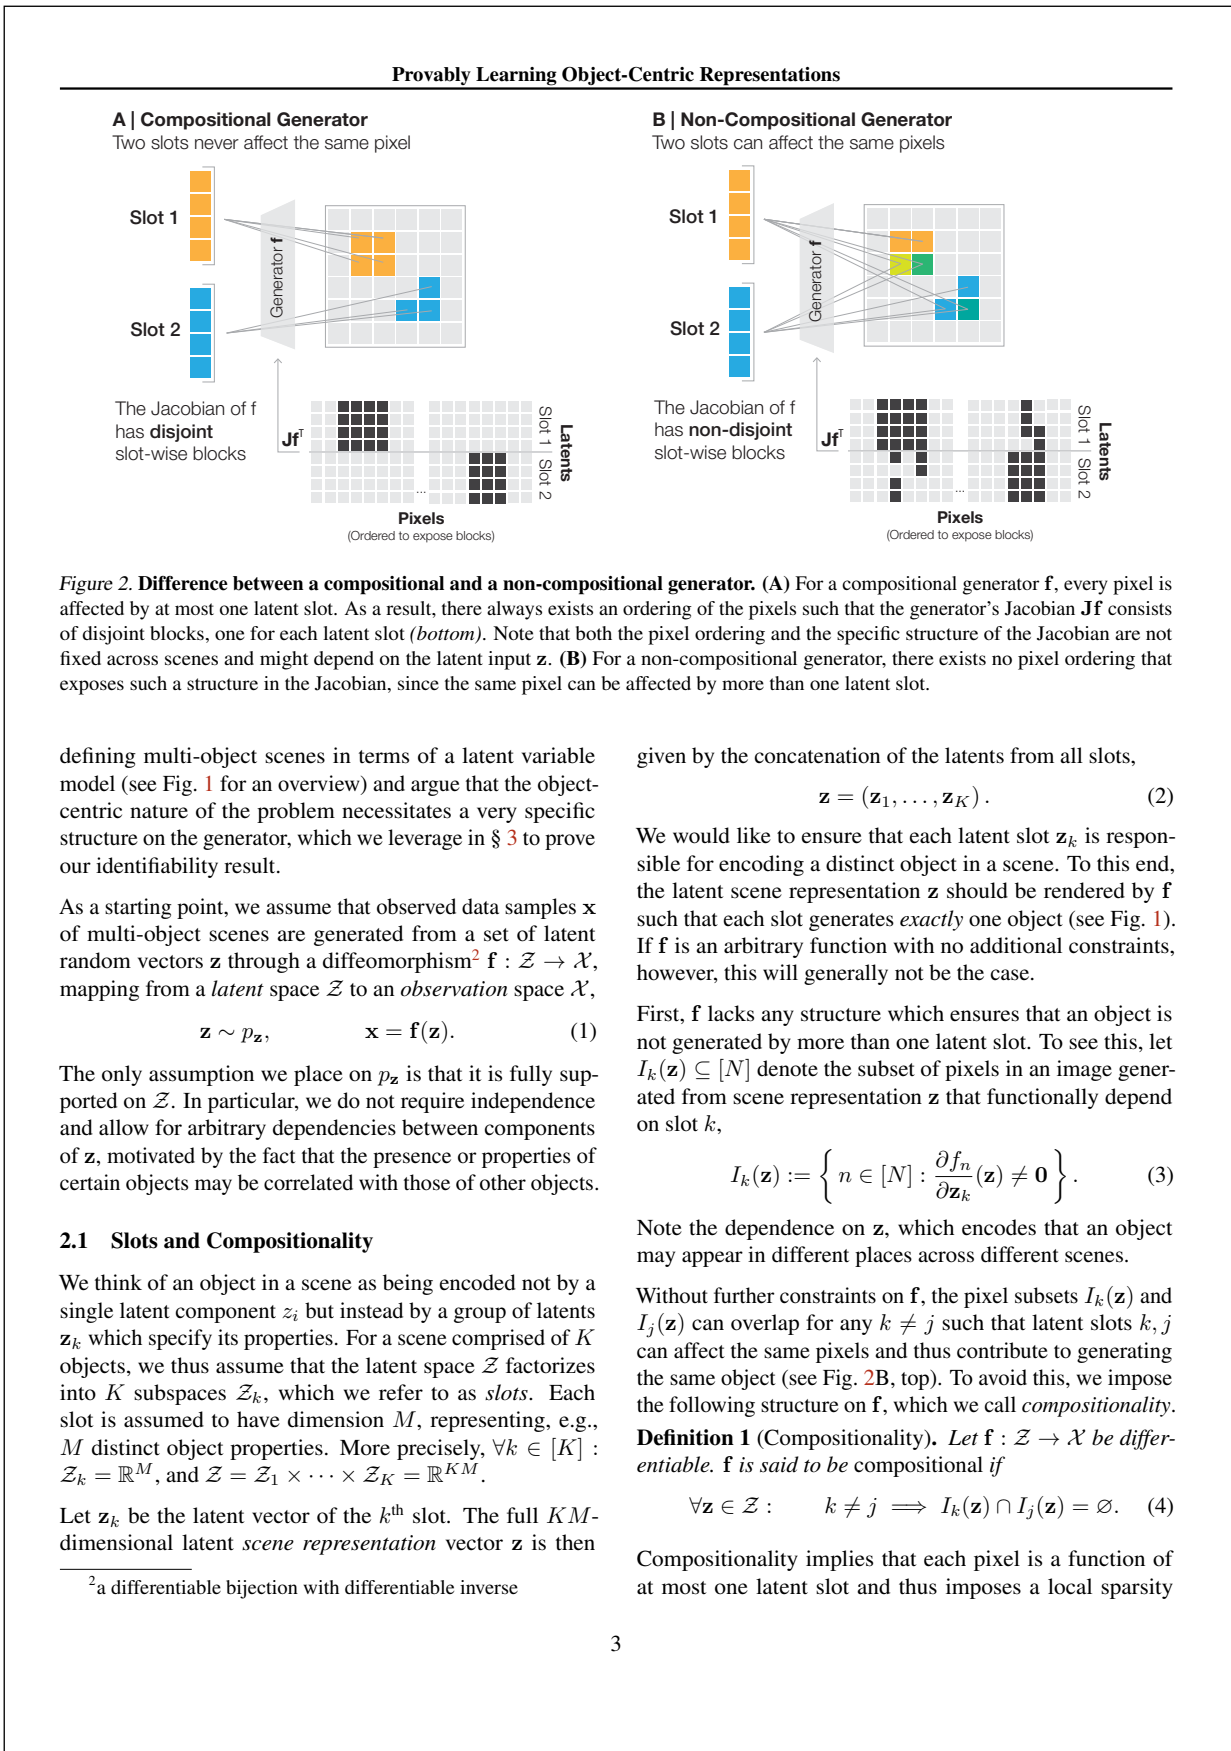 Provably Learning Object-Centric Representations
A | Compositional Generator
Two slots never affect the same pixel
Slot 1
Slot 2
Generator f
The Jacobian of f
has disjoint
slot-wise blocks
Jfᵀ
...
Slot 1
Slot 2
Latents
Pixels
(Ordered to expose blocks)
B | Non-Compositional Generator
Two slots can affect the same pixels
Slot 1
Slot 2
Generator f
The Jacobian of f
has non-disjoint
slot-wise blocks
Jfᵀ
...
Slot 1
Slot 2
Latents
Pixels
(Ordered to expose blocks)
Figure 2. Difference between a compositional and a non-compositional generator. (A) For a compositional generator f, every pixel is
affected by at most one latent slot. As a result, there always exists an ordering of the pixels such that the generator's Jacobian Jf consists
of disjoint blocks, one for each latent slot (bottom). Note that both the pixel ordering and the specific structure of the Jacobian are not
fixed across scenes and might depend on the latent input z. (B) For a non-compositional generator, there exists no pixel ordering that
exposes such a structure in the Jacobian, since the same pixel can be affected by more than one latent slot.
defining multi-object scenes in terms of a latent variable
model (see Fig. 1 for an overview) and argue that the object-
centric nature of the problem necessitates a very specific
structure on the generator, which we leverage in § 3 to prove
our identifiability result.
As a starting point, we assume that observed data samples x
of multi-object scenes are generated from a set of latent
random vectors z through a diffeomorphism² f : 𝒵 → 𝒳,
mapping from a latent space 𝒵 to an observation space 𝒳,
z ∼ p_z, x = f(z). (1)
The only assumption we place on p_z is that it is fully sup-
ported on 𝒵. In particular, we do not require independence
and allow for arbitrary dependencies between components
of z, motivated by the fact that the presence or properties of
certain objects may be correlated with those of other objects.
2.1 Slots and Compositionality
We think of an object in a scene as being encoded not by a
single latent component z_i but instead by a group of latents
z_k which specify its properties. For a scene comprised of K
objects, we thus assume that the latent space 𝒵 factorizes
into K subspaces 𝒵_k, which we refer to as slots. Each
slot is assumed to have dimension M, representing, e.g.,
M distinct object properties. More precisely, ∀k ∈ [K] :
𝒵_k = ℝ^M, and 𝒵 = 𝒵_1 × ⋯ × 𝒵_K = ℝ^{KM}.
Let z_k be the latent vector of the k^th slot. The full KM-
dimensional latent scene representation vector z is then
²a differentiable bijection with differentiable inverse
given by the concatenation of the latents from all slots,
z = (z_1, . . . , z_K) . (2)
We would like to ensure that each latent slot z_k is respon-
sible for encoding a distinct object in a scene. To this end,
the latent scene representation z should be rendered by f
such that each slot generates exactly one object (see Fig. 1).
If f is an arbitrary function with no additional constraints,
however, this will generally not be the case.
First, f lacks any structure which ensures that an object is
not generated by more than one latent slot. To see this, let
I_k(z) ⊆ [N] denote the subset of pixels in an image gener-
ated from scene representation z that functionally depend
on slot k,
I_k(z) := { n ∈ [N] : ∂f_n/∂z_k (z) ≠ 0 } . (3)
Note the dependence on z, which encodes that an object
may appear in different places across different scenes.
Without further constraints on f, the pixel subsets I_k(z) and
I_j(z) can overlap for any k ≠ j such that latent slots k, j
can affect the same pixels and thus contribute to generating
the same object (see Fig. 2B, top). To avoid this, we impose
the following structure on f, which we call compositionality.
Definition 1 (Compositionality). Let f : 𝒵 → 𝒳 be differ-
entiable. f is said to be compositional if
∀z ∈ 𝒵 : k ≠ j ⟹ I_k(z) ∩ I_j(z) = ∅. (4)
Compositionality implies that each pixel is a function of
at most one latent slot and thus imposes a local sparsity
3